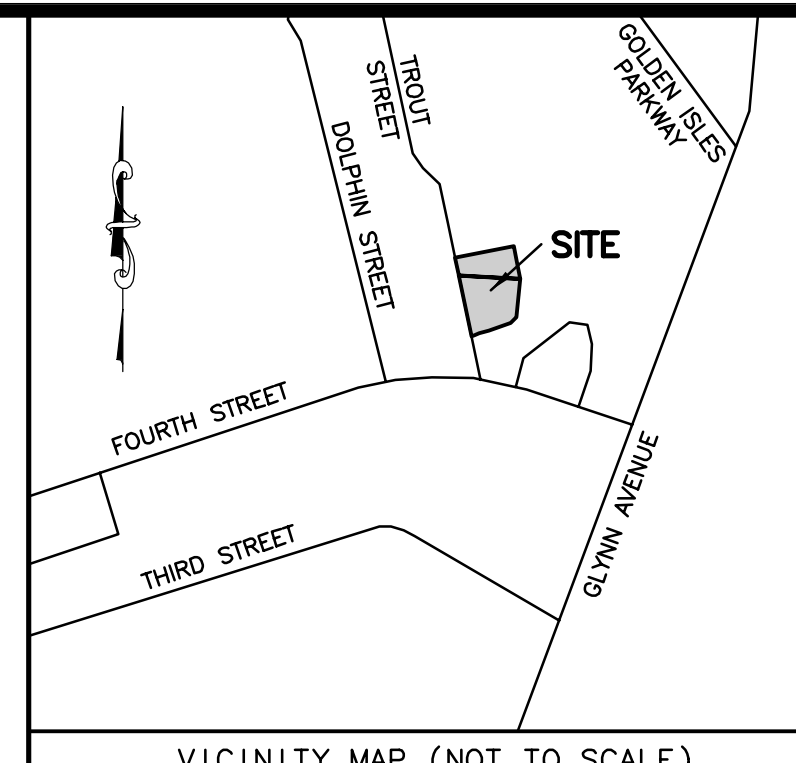 TROUT
STREET
GOLDEN ISLES
PARKWAY
DOLPHIN STREET
SITE
FOURTH STREET
GLYNN AVENUE
THIRD STREET
VICINITY MAP (NOT TO SCALE)